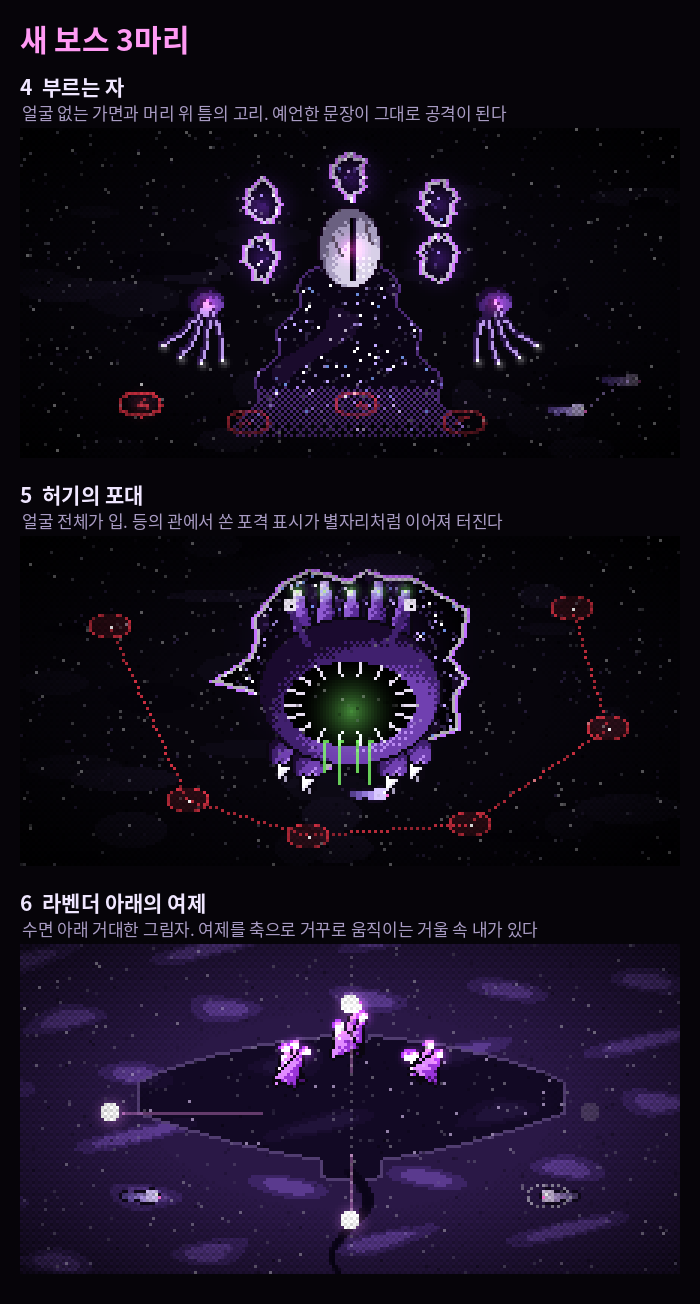 새 보스 3마리
4 부르는 자
얼굴 없는 가면과 머리 위 틈의 고리. 예언한 문장이 그대로 공격이 된다
5 허기의 포대
얼굴 전체가 입. 등의 관에서 쏜 포격 표시가 별자리처럼 이어져 터진다
6 라벤더 아래의 여제
수면 아래 거대한 그림자. 여제를 축으로 거꾸로 움직이는 거울 속 내가 있다